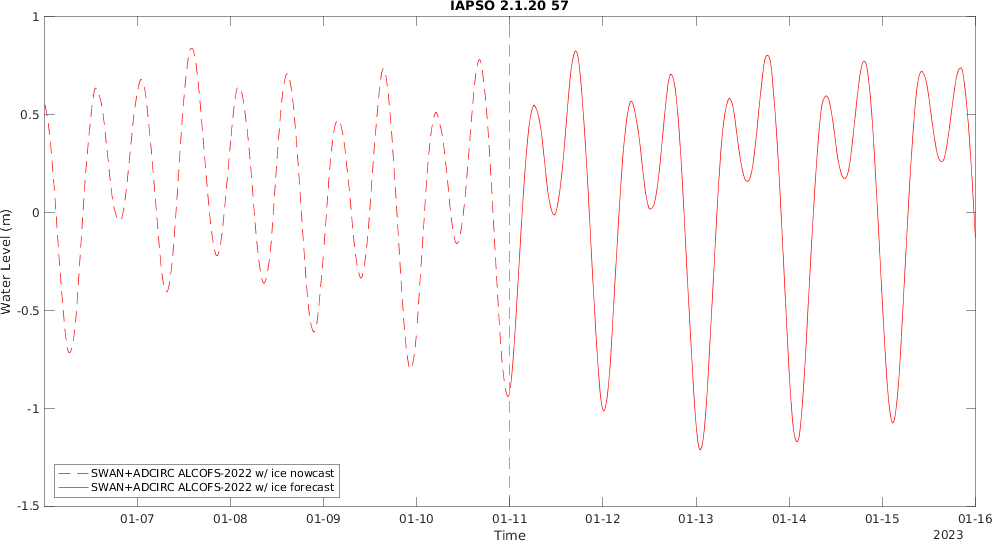 IAPSO 2.1.20 57
1
0.5
0
-0.5
-1
-1.5
Water Level (m)
SWAN+ADCIRC ALCOFS-2022 w/ ice nowcast
SWAN+ADCIRC ALCOFS-2022 w/ ice forecast
01-07 01-08 01-09 01-10 01-11 01-12 01-13 01-14 01-15 01-16
Time
2023